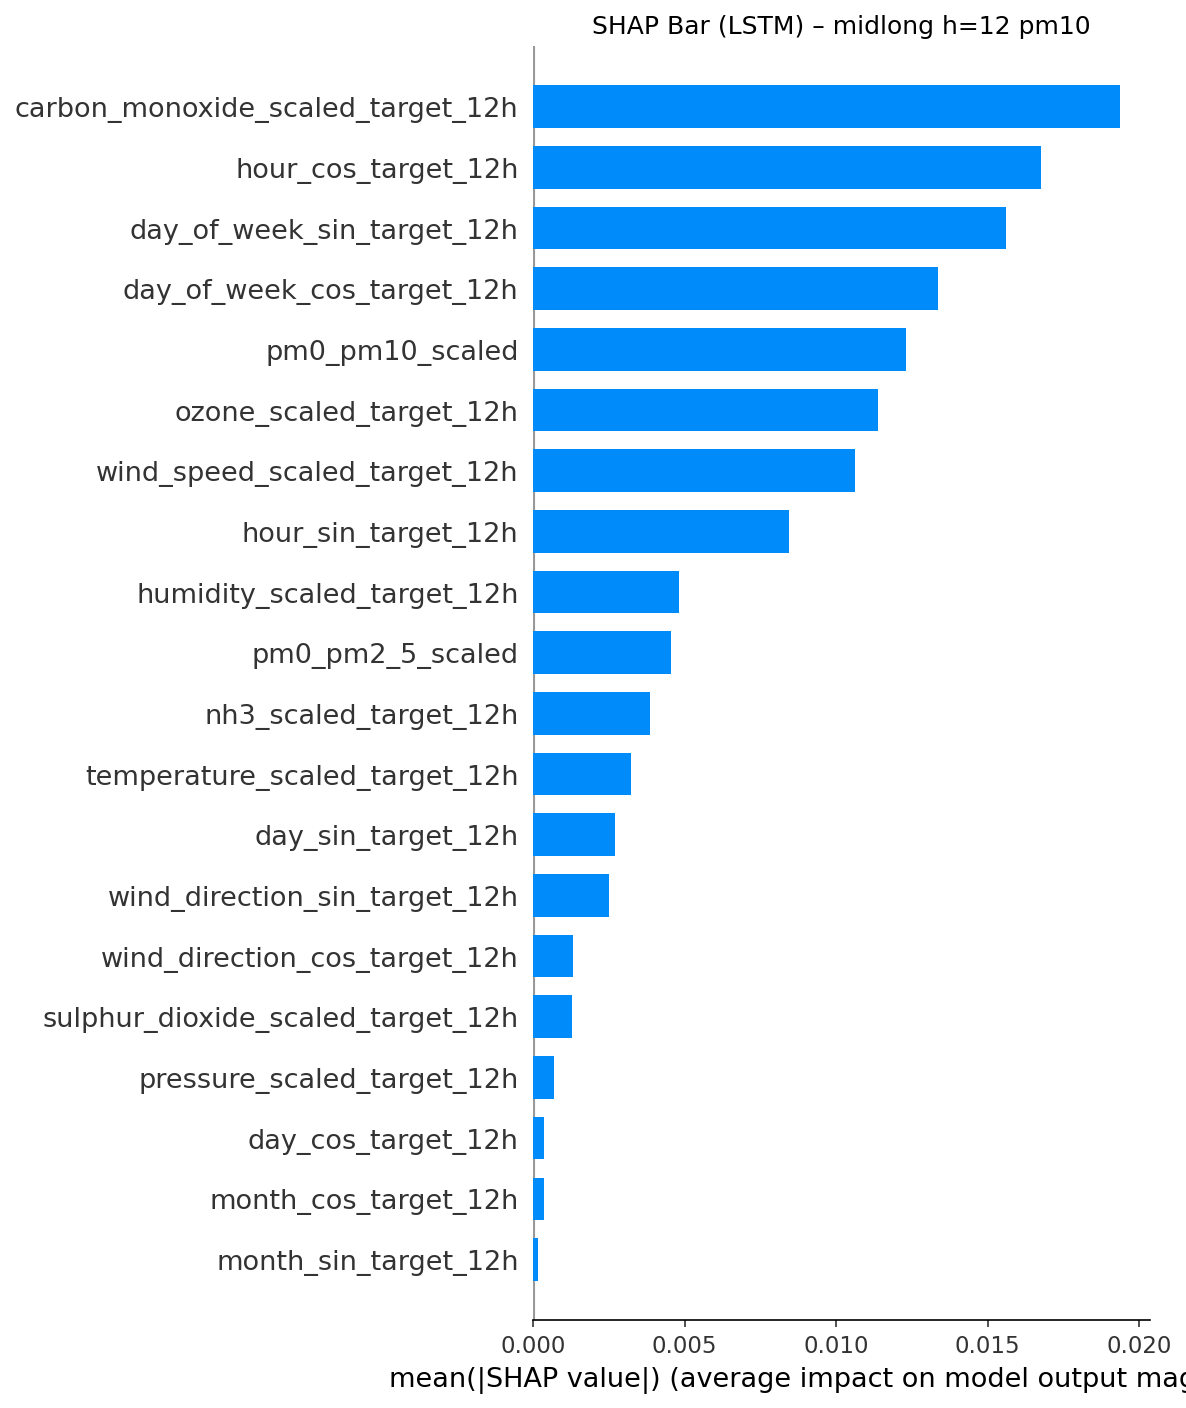 SHAP Bar (LSTM) – midlong h=12 pm10
carbon_monoxide_scaled_target_12h
hour_cos_target_12h
day_of_week_sin_target_12h
day_of_week_cos_target_12h
pm0_pm10_scaled
ozone_scaled_target_12h
wind_speed_scaled_target_12h
hour_sin_target_12h
humidity_scaled_target_12h
pm0_pm2_5_scaled
nh3_scaled_target_12h
temperature_scaled_target_12h
day_sin_target_12h
wind_direction_sin_target_12h
wind_direction_cos_target_12h
sulphur_dioxide_scaled_target_12h
pressure_scaled_target_12h
day_cos_target_12h
month_cos_target_12h
month_sin_target_12h
0.000 0.005 0.010 0.015 0.020
mean(|SHAP value|) (average impact on model output mag